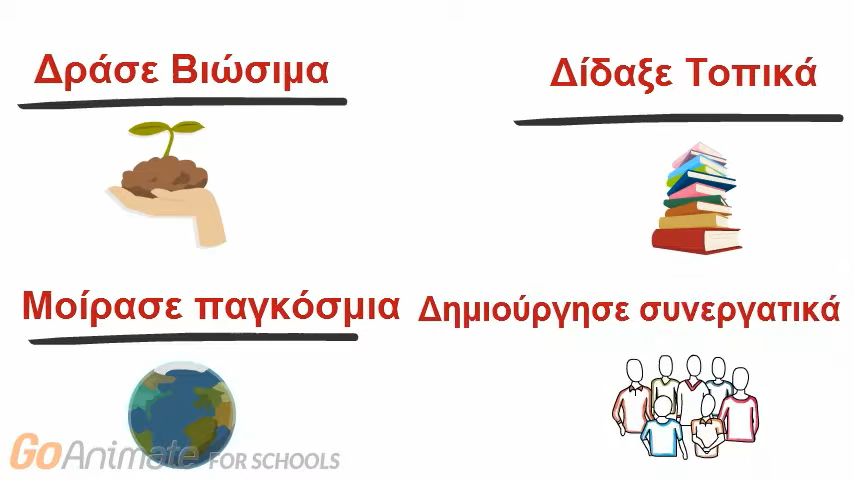 Δράσε Βιώσιμα
Δίδαξε Τοπικά
Μοίρασε παγκόσμια
Δημιούργησε συνεργατικά
GoAnimate FOR SCHOOLS